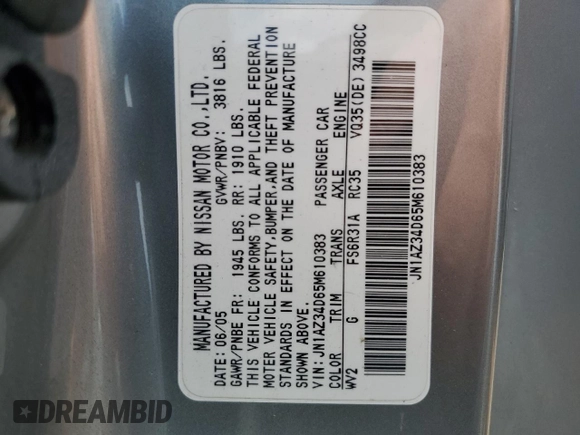 MANUFACTURED BY NISSAN MOTOR CO.,LTD.
DATE: 06/05 GVWR/PNBV: 3816 LBS.
GAWR/PNBE FR: 1945 LBS. RR: 1910 LBS.
THIS VEHICLE CONFORMS TO ALL APPLICABLE FEDERAL
MOTOR VEHICLE SAFETY,BUMPER,AND THEFT PREVENTION
STANDARDS IN EFFECT ON THE DATE OF MANUFACTURE
SHOWN ABOVE.
VIN: JN1AZ34D65M610383 PASSENGER CAR
COLOR TRIM TRANS AXLE ENGINE
WV2 G FS6R31A RC35 VQ35(DE) 3498CC
JN1AZ34D65M610383
DREAMBID